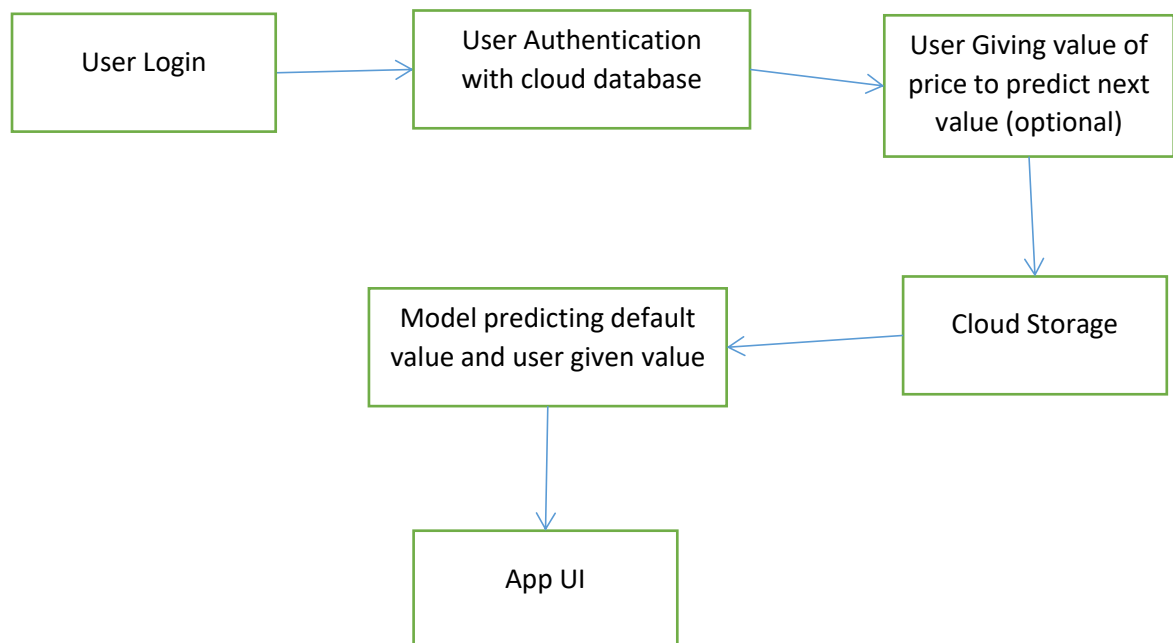 User Login
User Authentication
with cloud database
User Giving value of
price to predict next
value (optional)
Cloud Storage
Model predicting default
value and user given value
App UI